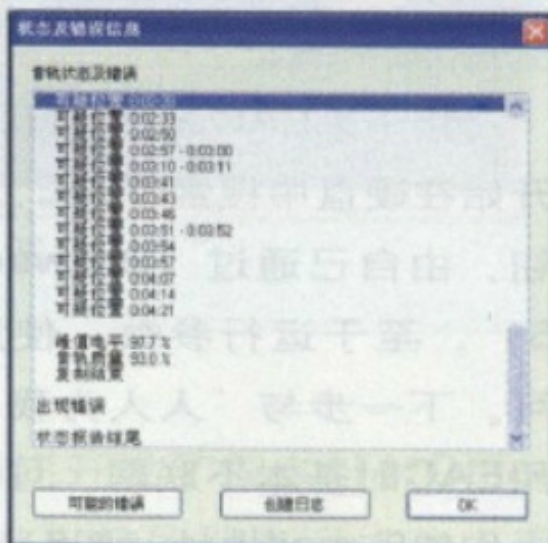 状态及错误信息
音轨状态及错误
可疑位置
可疑位置 0:02:33
可疑位置 0:02:50
可疑位置 0:02:57 - 0:03:00
可疑位置 0:03:10 - 0:03:11
可疑位置 0:03:41
可疑位置 0:03:43
可疑位置 0:03:46
可疑位置 0:03:51 - 0:03:52
可疑位置 0:03:54
可疑位置 0:03:57
可疑位置 0:04:07
可疑位置 0:04:14
可疑位置 0:04:21
峰值电平 97.7 %
音轨质量 93.0 %
复制结束
出现错误
状态报告结尾
可能的错误
创建日志
OK